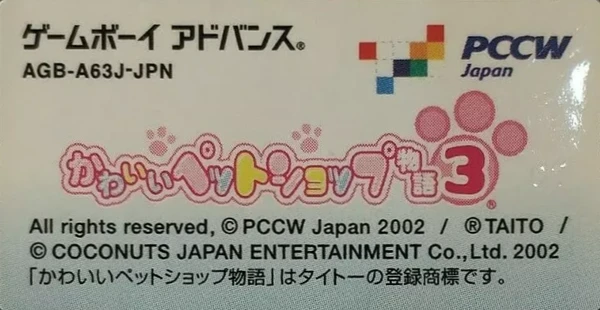 ゲームボーイ アドバンス®
AGB-A63J-JPN
PCCW
Japan
かわいいペットショップ物語3®
All rights reserved, ©PCCW Japan 2002 / ®TAITO /
© COCONUTS JAPAN ENTERTAINMENT Co., Ltd. 2002
「かわいいペットショップ物語」はタイトーの登録商標です。